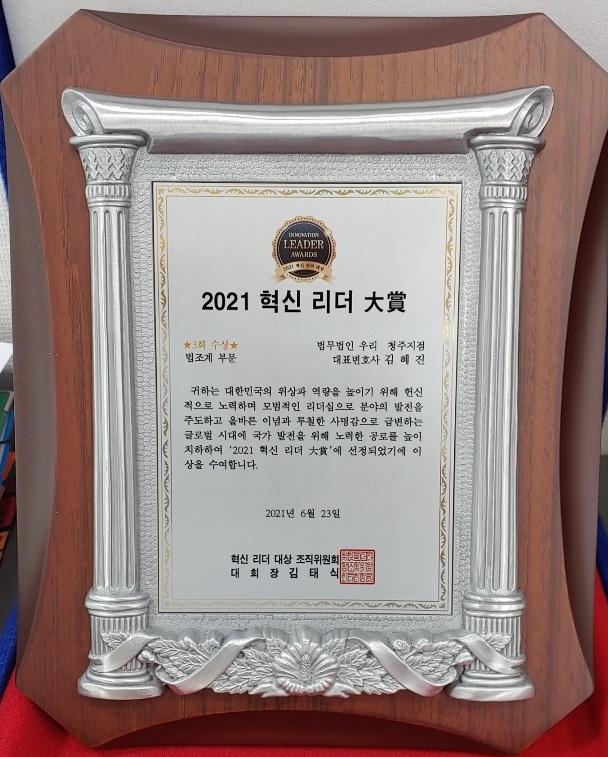 INNOVATION
LEADER
AWARDS
2021 혁신 리더 대상
2021 혁신 리더 大賞
★3회 수상★
법조계 부문
법무법인 우리 청주지점
대표변호사 김 혜 진
귀하는 대한민국의 위상과 역량을 높이기 위해 헌신
적으로 노력하며 모범적인 리더십으로 분야의 발전을
주도하고 올바른 이념과 투철한 사명감으로 급변하는
글로벌 시대에 국가 발전을 위해 노력한 공로를 높이
치하하여 '2021 혁신 리더 大賞'에 선정되었기에 이
상을 수여합니다.
2021년 6월 23일
혁신 리더 대상 조직위원회
대 회 장 김 태 식